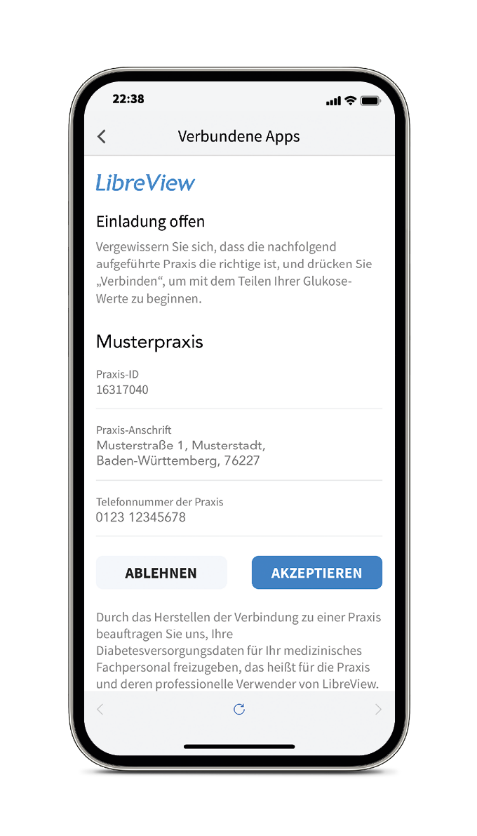 22:38
Verbundene Apps
LibreView
Einladung offen
Vergewissern Sie sich, dass die nachfolgend
aufgeführte Praxis die richtige ist, und drücken Sie
„Verbinden“, um mit dem Teilen Ihrer Glukose-
Werte zu beginnen.
Musterpraxis
Praxis-ID
16317040
Praxis-Anschrift
Musterstraße 1, Musterstadt,
Baden-Württemberg, 76227
Telefonnummer der Praxis
0123 12345678
ABLEHNEN
AKZEPTIEREN
Durch das Herstellen der Verbindung zu einer Praxis
beauftragen Sie uns, Ihre
Diabetesversorgungsdaten für Ihr medizinisches
Fachpersonal freizugeben, das heißt für die Praxis
und deren professionelle Verwender von LibreView.